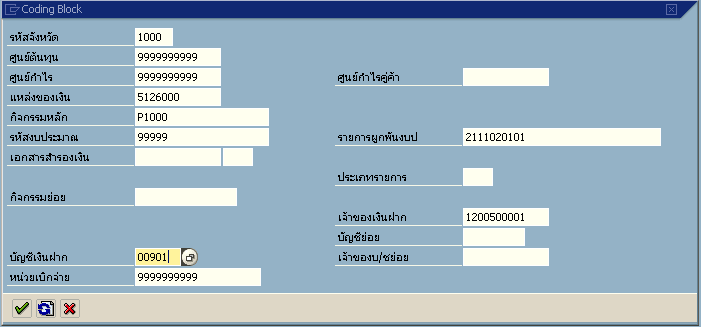 Coding Block
รหัสจังหวัด 1000
ศูนย์ต้นทุน 9999999999
ศูนย์กำไร 9999999999 ศูนย์กำไรคู่ค้า
แหล่งของเงิน 5126000
กิจกรรมหลัก P1000
รหัสงบประมาณ 99999 รายการผูกพันงบป 2111020101
เอกสารสำรองเงิน
ประเภทรายการ
กิจกรรมย่อย
เจ้าของเงินฝาก 1200500001
บัญชีย่อย
บัญชีเงินฝาก 00901 เจ้าของบ/ชย่อย
หน่วยเบิกจ่าย 9999999999